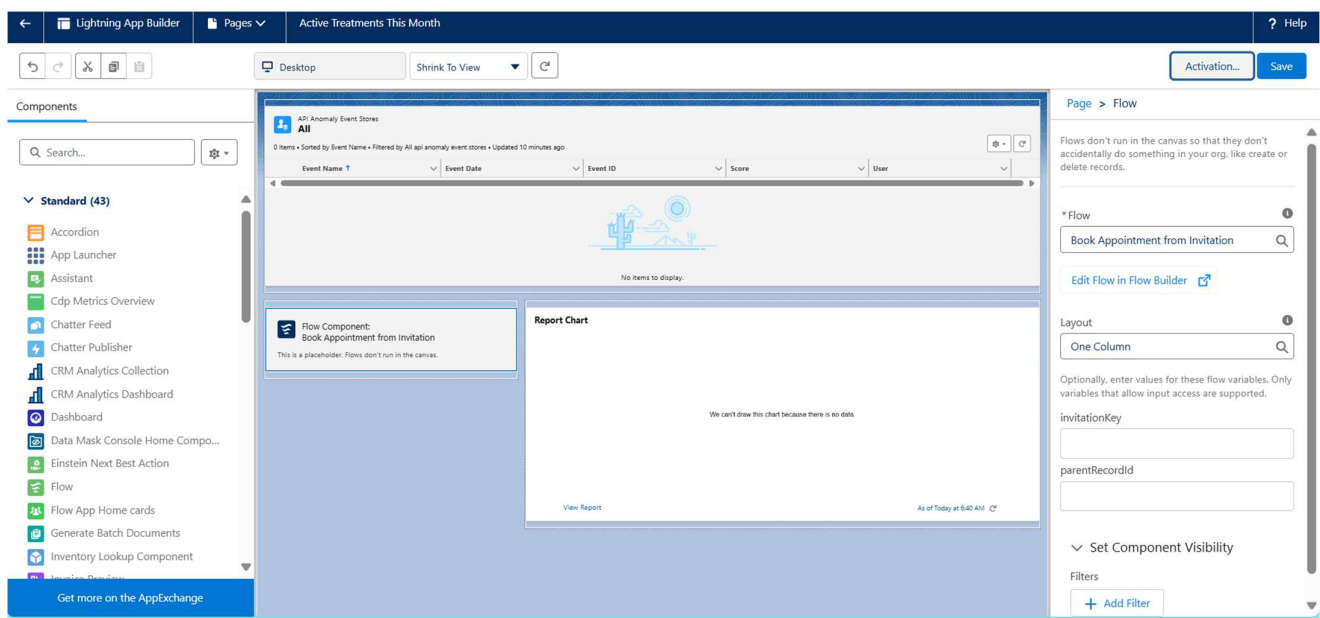 Lightning App Builder
Pages
Active Treatments This Month
? Help
Desktop
Shrink To View
Activation...
Save
Components
Search...
Standard (43)
Accordion
App Launcher
Assistant
Cdp Metrics Overview
Chatter Feed
Chatter Publisher
CRM Analytics Collection
CRM Analytics Dashboard
Dashboard
Data Mask Console Home Compo...
Einstein Next Best Action
Flow
Flow App Home cards
Generate Batch Documents
Inventory Lookup Component
Invoice Preview
Get more on the AppExchange
API Anomaly Event Stores
All
0 items • Sorted by Event Name • Filtered by All api anomaly event stores • Updated 10 minutes ago
Event Name ↑ Event Date Event ID Score User
No items to display.
Flow Component:
Book Appointment from Invitation
This is a placeholder. Flows don't run in the canvas.
Report Chart
We can't draw this chart because there is no data
View Report
As of Today at 6:40 AM
Page > Flow
Flows don't run in the canvas so that they don't
accidentally do something in your org, like create or
delete records.
* Flow
Book Appointment from Invitation
Edit Flow in Flow Builder
Layout
One Column
Optionally, enter values for these flow variables. Only
variables that allow input access are supported.
invitationKey
parentRecordId
Set Component Visibility
Filters
+ Add Filter